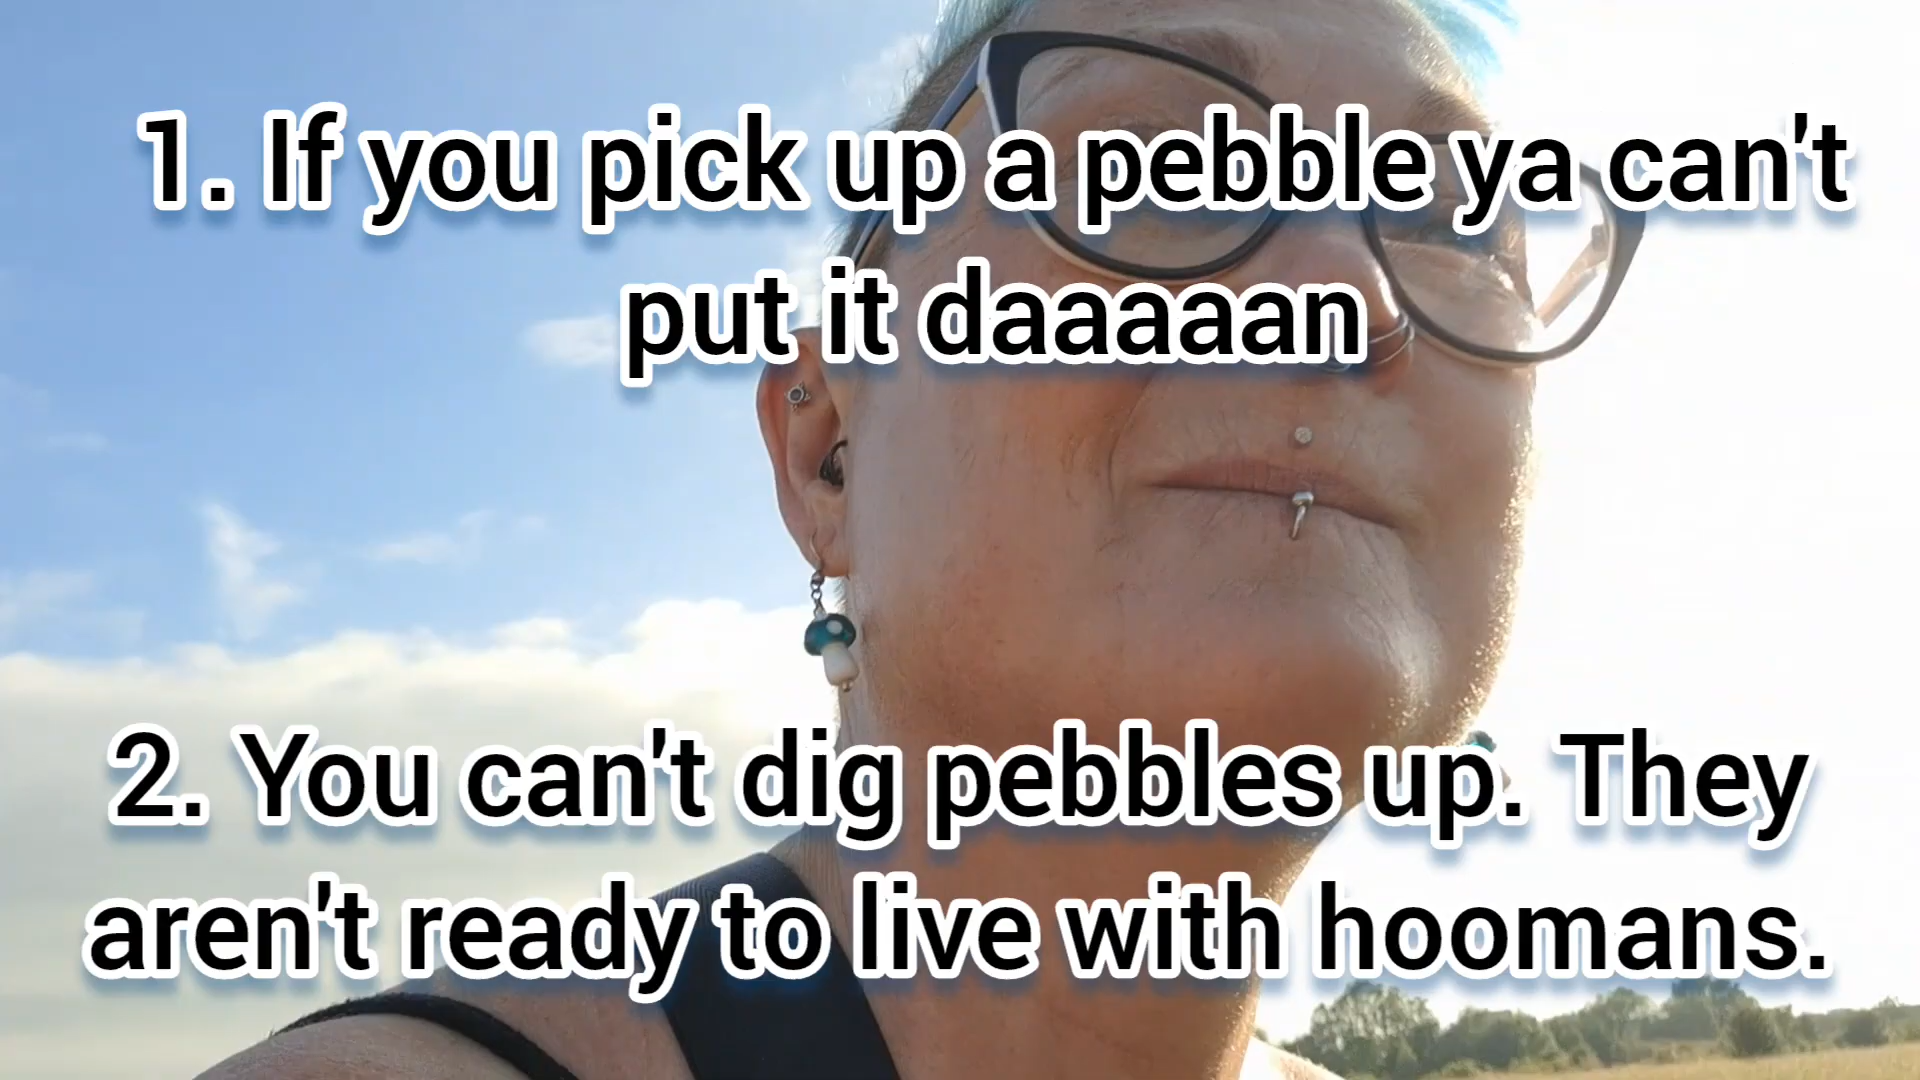 1. If you pick up a pebble ya can't
put it daaaaaan
2. You can't dig pebbles up. They
aren't ready to live with hoomans.